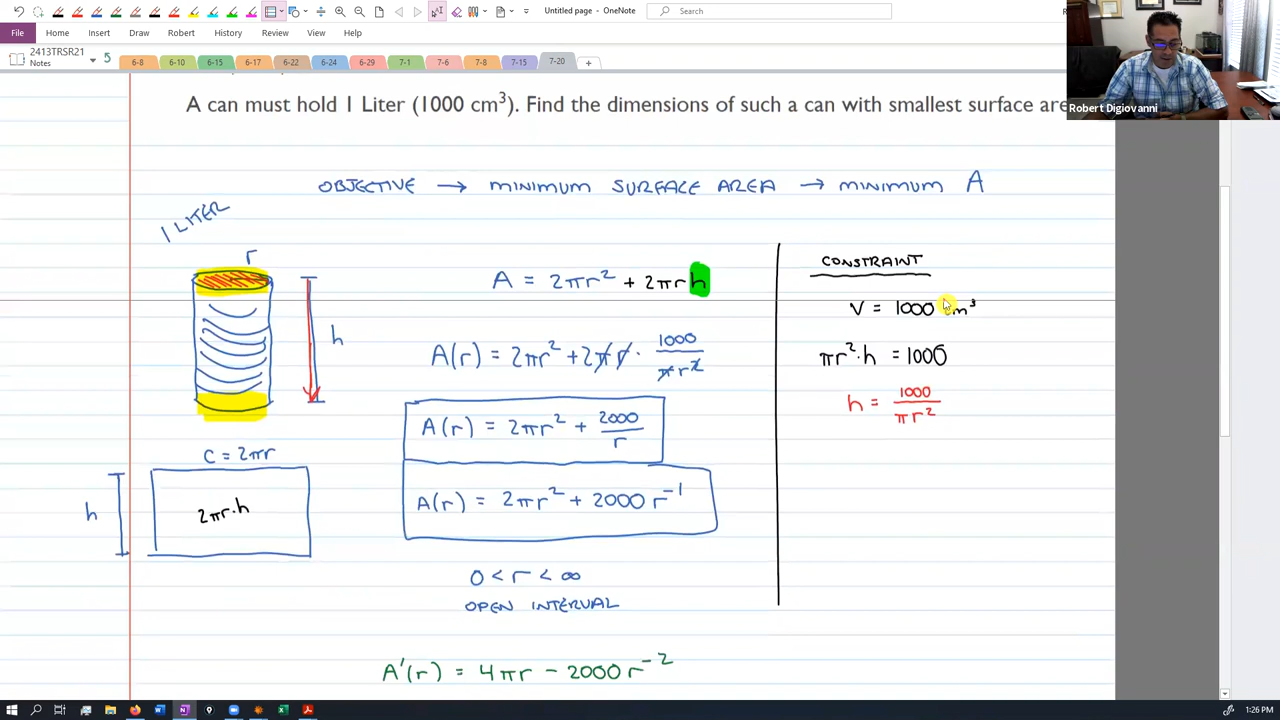 Untitled page - OneNote
Search
File
Home
Insert
Draw
Robert
History
Review
View
Help
2413TRSR21
Notes
5
6-8
6-10
6-15
6-17
6-22
6-24
6-29
7-1
7-6
7-8
7-15
7-20
Robert Digiovanni
A can must hold 1 Liter (1000 cm³). Find the dimensions of such a can with smallest surface are
OBJECTIVE → MINIMUM SURFACE AREA → MINIMUM A
1 LITER
r
h
A = 2πr² + 2πrh
A(r) = 2πr² + 2πr · 1000/πr²
A(r) = 2πr² + 2000/r
A(r) = 2πr² + 2000 r⁻¹
0 < r < ∞
OPEN INTERVAL
C = 2πr
h
2πr·h
CONSTRAINT
V = 1000 cm³
πr²·h = 1000
h = 1000/πr²
A'(r) = 4πr − 2000 r⁻²
1:26 PM